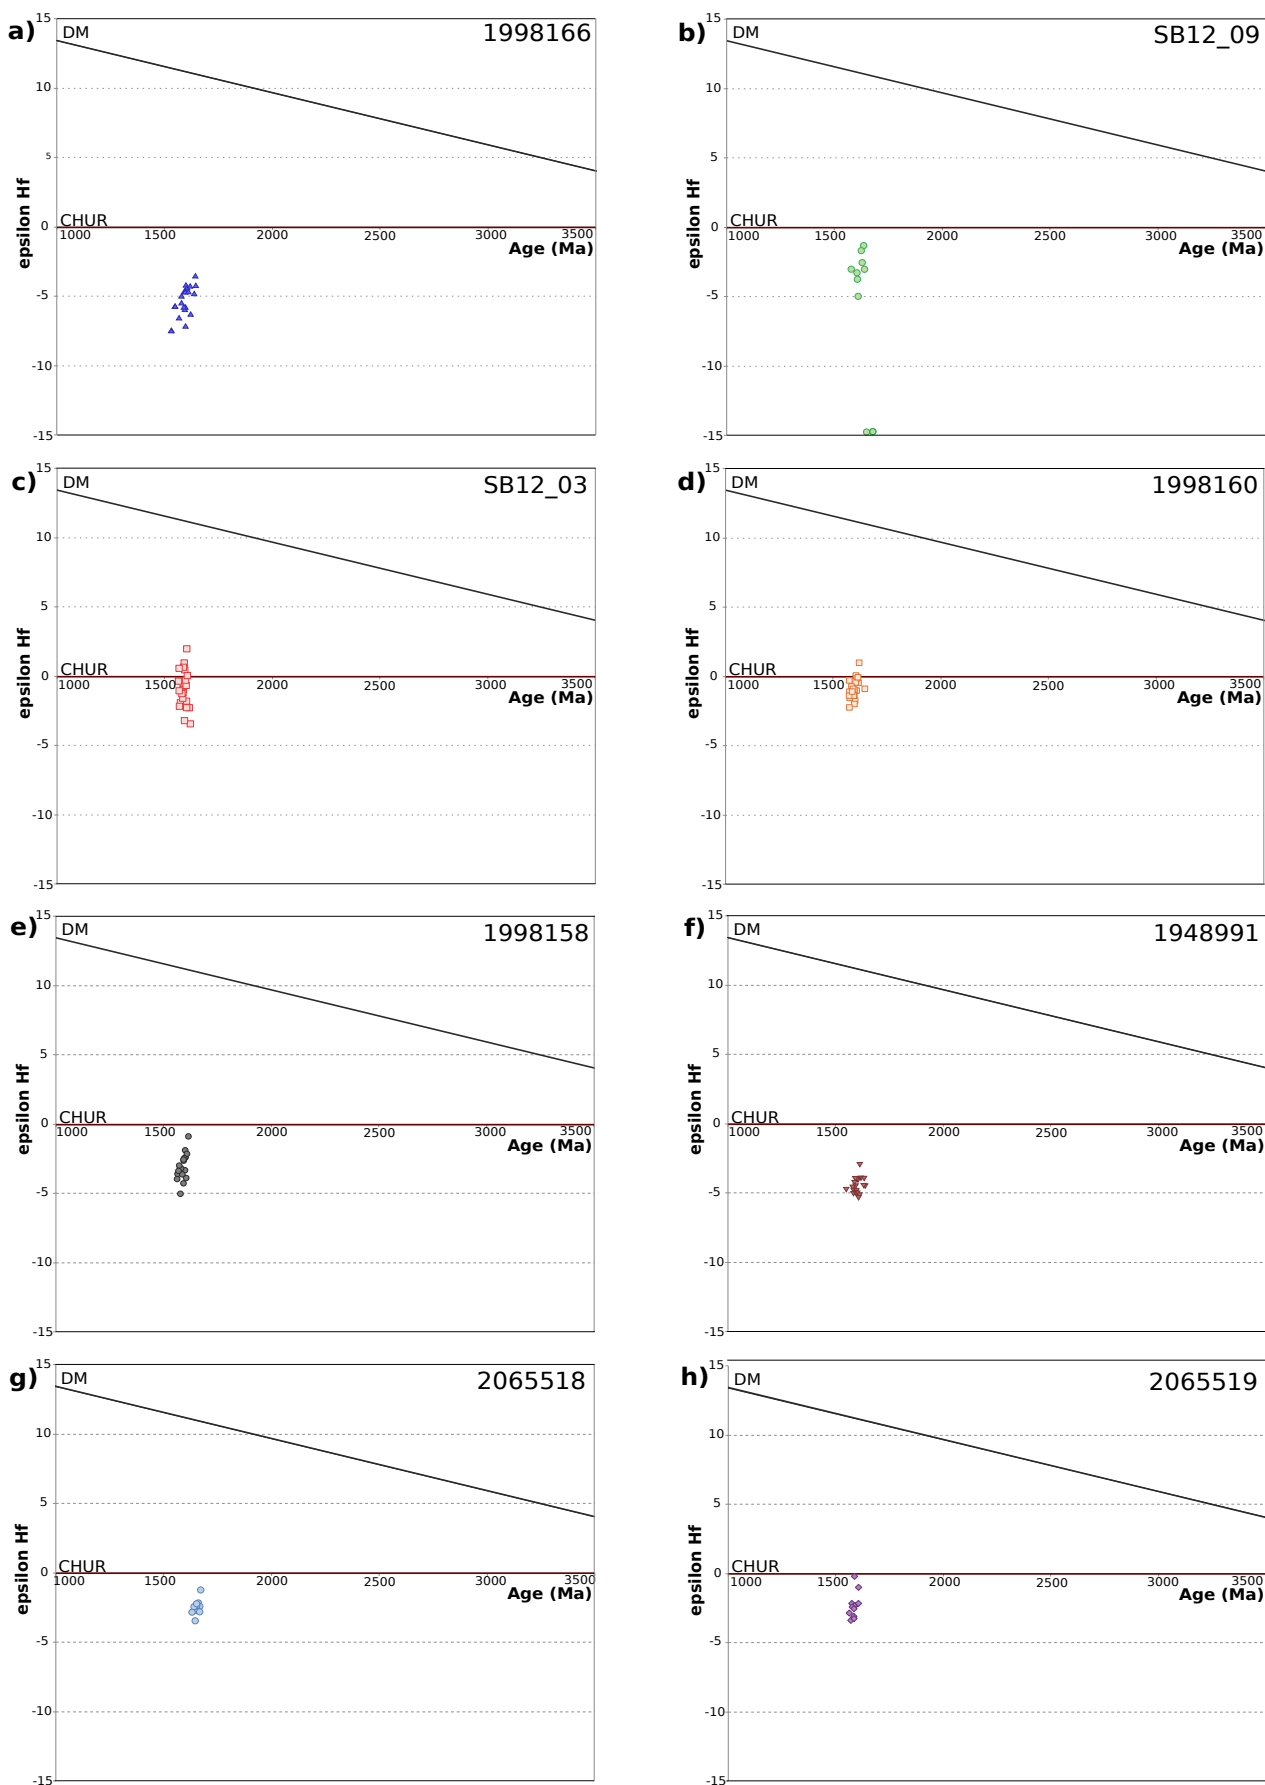 a)
15
DM
1998166
10
5
0
CHUR
1000 1500 2000 2500 3000 3500
Age (Ma)
epsilon Hf
-5
-10
-15
b)
15
DM
SB12_09
10
5
0
CHUR
1000 1500 2000 2500 3000 3500
Age (Ma)
epsilon Hf
-5
-10
-15
c)
15
DM
SB12_03
10
5
0
CHUR
1000 1500 2000 2500 3000 3500
Age (Ma)
epsilon Hf
-5
-10
-15
d)
15
DM
1998160
10
5
0
CHUR
1000 1500 2000 2500 3000 3500
Age (Ma)
epsilon Hf
-5
-10
-15
e)
15
DM
1998158
10
5
0
CHUR
1000 1500 2000 2500 3000 3500
Age (Ma)
epsilon Hf
-5
-10
-15
f)
15
DM
1948991
10
5
0
CHUR
1000 1500 2000 2500 3000 3500
Age (Ma)
epsilon Hf
-5
-10
-15
g)
15
DM
2065518
10
5
0
CHUR
1000 1500 2000 2500 3000 3500
Age (Ma)
epsilon Hf
-5
-10
-15
h)
15
DM
2065519
10
5
0
CHUR
1000 1500 2000 2500 3000 3500
Age (Ma)
epsilon Hf
-5
-10
-15